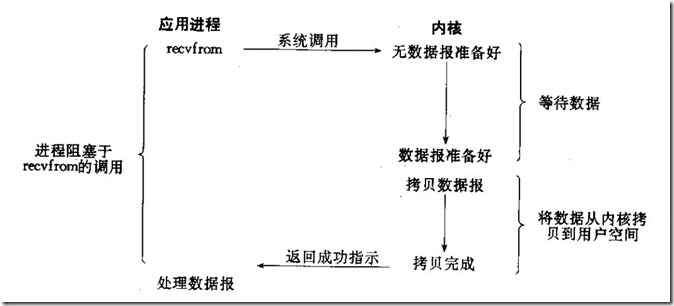 应用进程
内核
recvfrom
系统调用
无数据报准备好
等待数据
进程阻塞于
recvfrom的调用
数据报准备好
拷贝数据报
将数据从内核拷
贝到用户空间
返回成功指示
拷贝完成
处理数据报